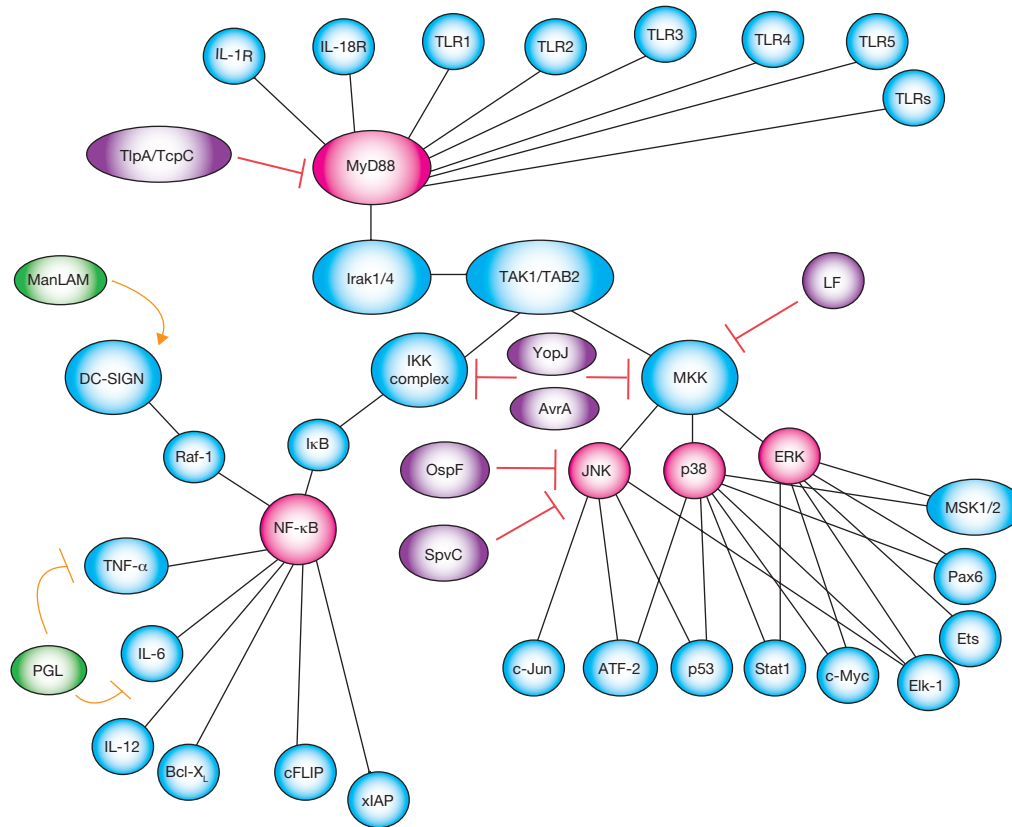 IL-1R
IL-18R
TLR1
TLR2
TLR3
TLR4
TLR5
TLRs
TlpA/TcpC
MyD88
ManLAM
Irak1/4
TAK1/TAB2
LF
DC-SIGN
IKK
complex
YopJ
AvrA
MKK
Raf-1
IκB
OspF
JNK
p38
ERK
MSK1/2
NF-κB
SpvC
TNF-α
Pax6
PGL
IL-6
c-Jun
ATF-2
p53
Stat1
c-Myc
Elk-1
Ets
IL-12
Bcl-XL
cFLIP
xIAP